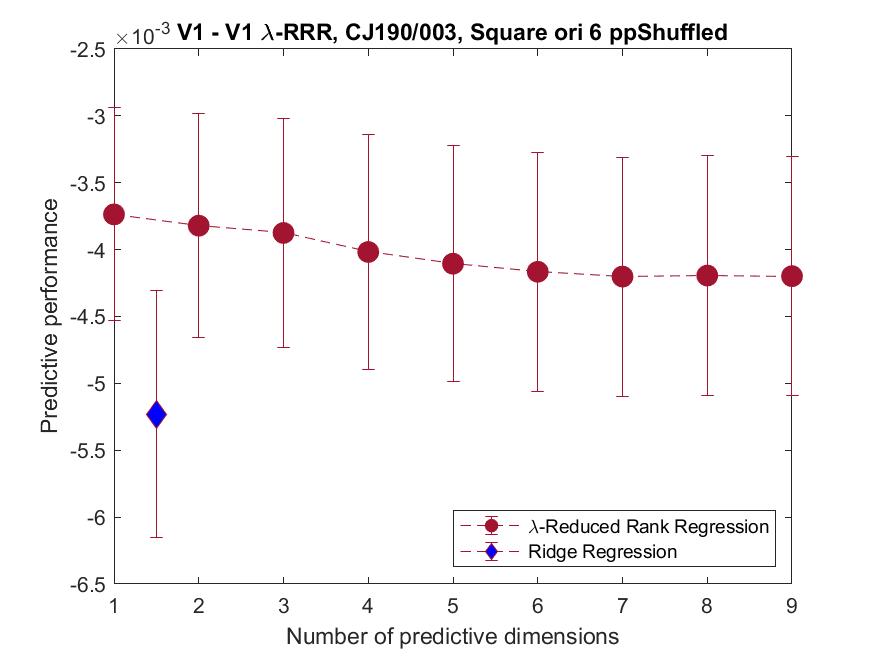 ×10-3 V1 - V1 λ-RRR, CJ190/003, Square ori 6 ppShuffled
-2.5
-3
-3.5
-4
-4.5
-5
-5.5
-6
-6.5
Predictive performance
λ-Reduced Rank Regression
Ridge Regression
1 2 3 4 5 6 7 8 9
Number of predictive dimensions